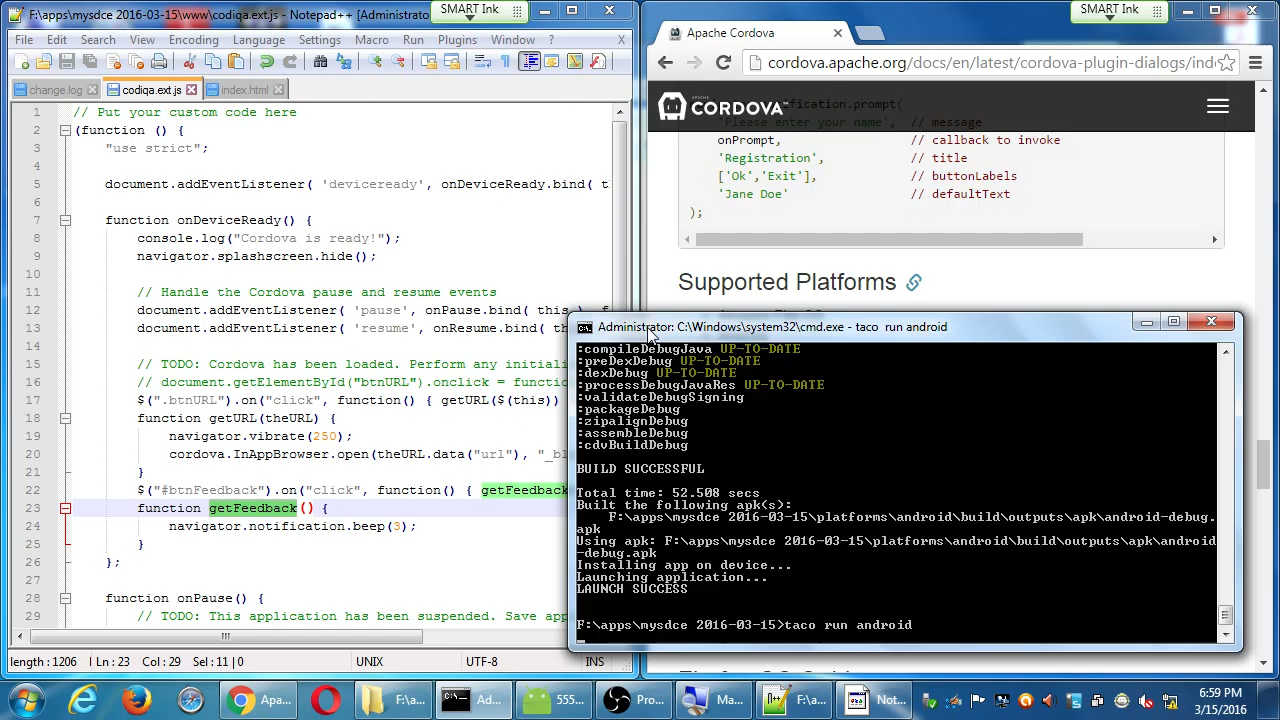 F:\apps\mysdce 2016-03-15\www\codiqa.ext.js - Notepad++ [Administrato
SMART Ink
File Edit Search View Encoding Language Settings Macro Run Plugins Window ? X
change.log
codiqa.ext.js
index.html
1 // Put your custom code here
2 (function () {
3 "use strict";
4
5 document.addEventListener( 'deviceready', onDeviceReady.bind( t
6
7 function onDeviceReady() {
8 console.log("Cordova is ready!");
9 navigator.splashscreen.hide();
10
11 // Handle the Cordova pause and resume events
12 document.addEventListener( 'pause', onPause.bind( this ), f
13 document.addEventListener( 'resume', onResume.bind( this )
14
15 // TODO: Cordova has been loaded. Perform any initiali
16 // document.getElementById("btnURL").onclick = functio
17 $(".btnURL").on("click", function() { getURL($(this))
18 function getURL(theURL) {
19 navigator.vibrate(250);
20 cordova.InAppBrowser.open(theURL.data("url"), "_bl
21 }
22 $("#btnFeedback").on("click", function() { getFeedback
23 function getFeedback() {
24 navigator.notification.beep(3);
25 }
26 };
27
28 function onPause() {
29 // TODO: This application has been suspended. Save app
length : 1206 Ln : 23 Col : 29 Sel : 11 | 0 UNIX UTF-8 INS
SMART Ink
Apache Cordova
cordova.apache.org/docs/en/latest/cordova-plugin-dialogs/inde
APACHE
CORDOVA™
ification.prompt(
'Please enter your name', // message
onPrompt, // callback to invoke
'Registration', // title
['Ok','Exit'], // buttonLabels
'Jane Doe' // defaultText
);
Supported Platforms
Administrator: C:\Windows\system32\cmd.exe - taco run android
:compileDebugJava UP-TO-DATE
:preDexDebug UP-TO-DATE
:dexDebug UP-TO-DATE
:processDebugJavaRes UP-TO-DATE
:validateDebugSigning
:packageDebug
:zipalignDebug
:assembleDebug
:cdvBuildDebug
BUILD SUCCESSFUL
Total time: 52.508 secs
Built the following apk(s):
F:\apps\mysdce 2016-03-15\platforms\android\build\outputs\apk\android-debug.
apk
Using apk: F:\apps\mysdce 2016-03-15\platforms\android\build\outputs\apk\android
-debug.apk
Installing app on device...
Launching application...
LAUNCH SUCCESS
F:\apps\mysdce 2016-03-15>taco run android
Apa...
F:\a...
Ad...
555...
Pro...
Ma...
F:\a...
Not...
6:59 PM
3/15/2016